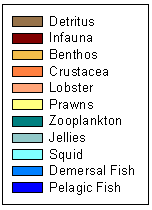 Detritus
Infauna
Benthos
Crustacea
Lobster
Prawns
Zooplankton
Jellies
Squid
Demersal Fish
Pelagic Fish